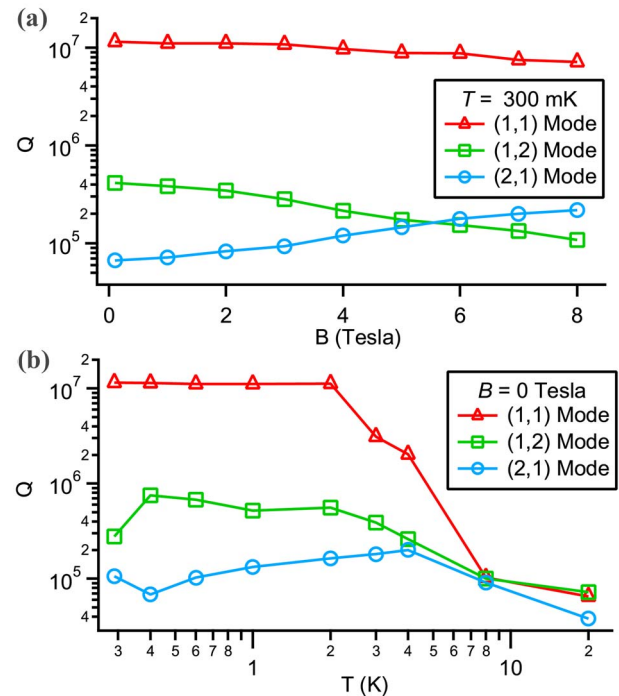 (a)
2
10⁷
4
2
10⁶
4
2
10⁵
Q
T = 300 mK
(1,1) Mode
(1,2) Mode
(2,1) Mode
0 2 4 6 8
B (Tesla)
(b)
2
10⁷
4
2
10⁶
4
2
10⁵
4
Q
B = 0 Tesla
(1,1) Mode
(1,2) Mode
(2,1) Mode
3 4 5 6 7 8 1 2 3 4 5 6 7 8 10 2
T (K)